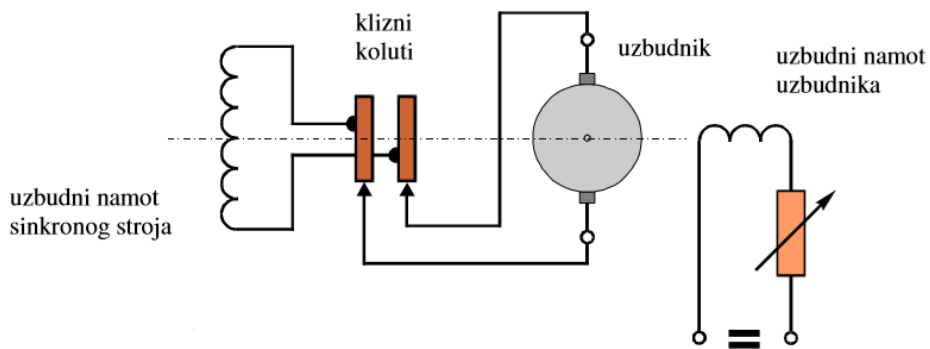 klizni
koluti
uzbudnik
uzbudni namot
uzbudnika
uzbudni namot
sinkronog stroja
=